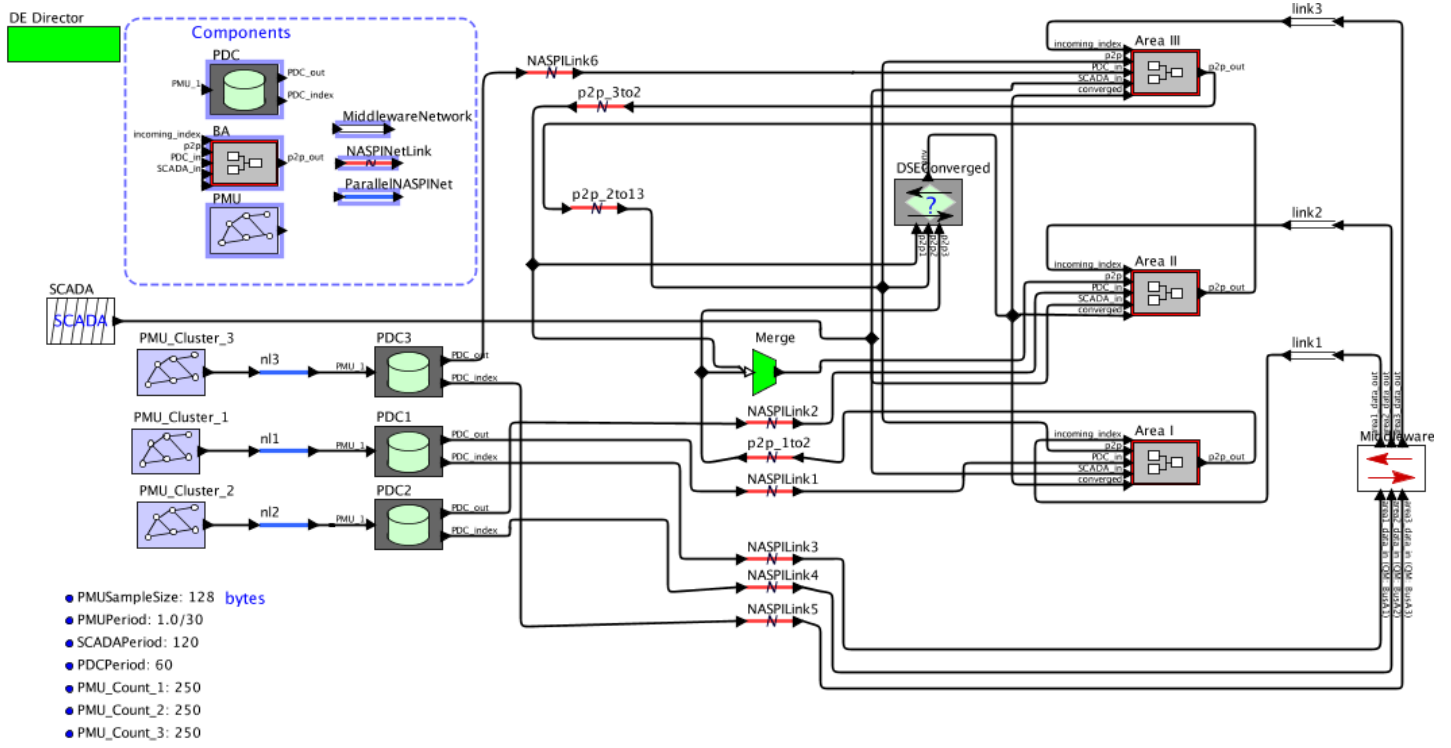 DE Director
Components
PDC
PMU_1
PDC_out
PDC_index
BA
incoming_index
p2p
PDC_in
SCADA_in
p2p_out
PMU
MiddlewareNetwork
NASPINetLink
ParallelNASPINet
link3
NASPILink6
incoming_index
p2p
PDC_in
SCADA_in
converged
Area III
p2p_out
p2p_3to2
DSEConverged
?
p2p1
p2p2
p2p3
p2p_2to13
link2
incoming_index
p2p
PDC_in
SCADA_in
converged
Area II
p2p_out
SCADA
SCADA
PMU_Cluster_3
nl3
PMU_1
PDC3
PDC_out
PDC_index
Merge
link1
PMU_Cluster_1
nl1
PMU_1
PDC1
PDC_out
PDC_index
NASPILink2
p2p_1to2
NASPILink1
incoming_index
p2p
PDC_in
SCADA_in
converged
Area I
p2p_out
Middleware
PMU_Cluster_2
nl2
PMU_1
PDC2
PDC_out
PDC_index
NASPILink3
NASPILink4
NASPILink5
PMUSampleSize: 128 bytes
PMUPeriod: 1.0/30
SCADAPeriod: 120
PDCPeriod: 60
PMU_Count_1: 250
PMU_Count_2: 250
PMU_Count_3: 250